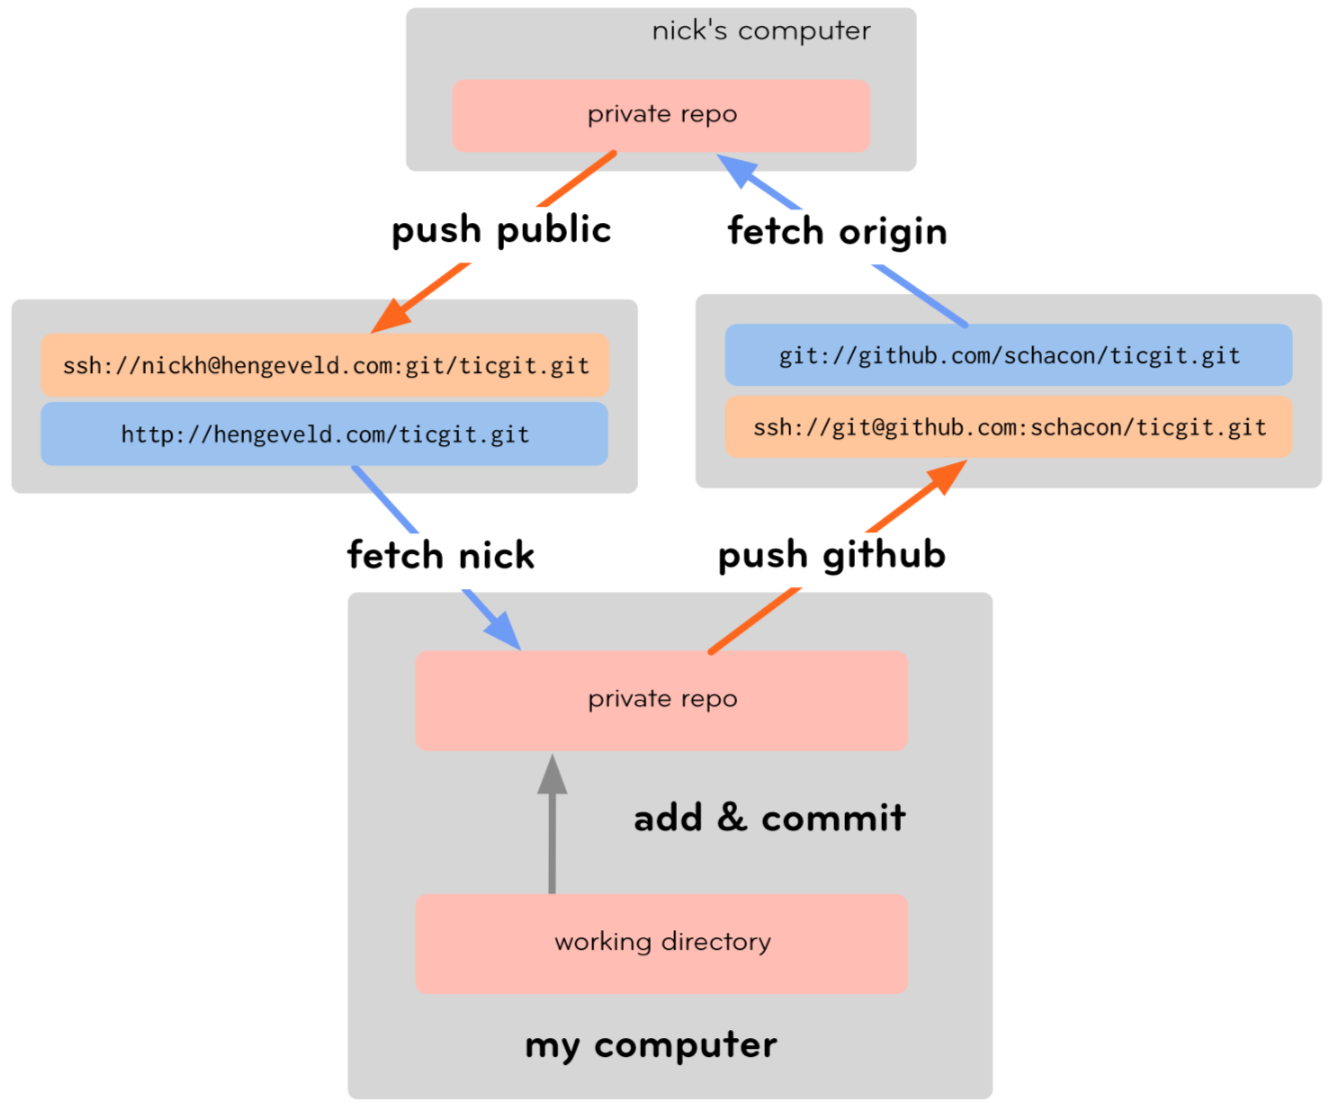 nick's computer
private repo
push public
fetch origin
ssh://nickh@hengeveld.com:git/ticgit.git
http://hengeveld.com/ticgit.git
git://github.com/schacon/ticgit.git
ssh://git@github.com:schacon/ticgit.git
fetch nick
push github
private repo
add & commit
working directory
my computer